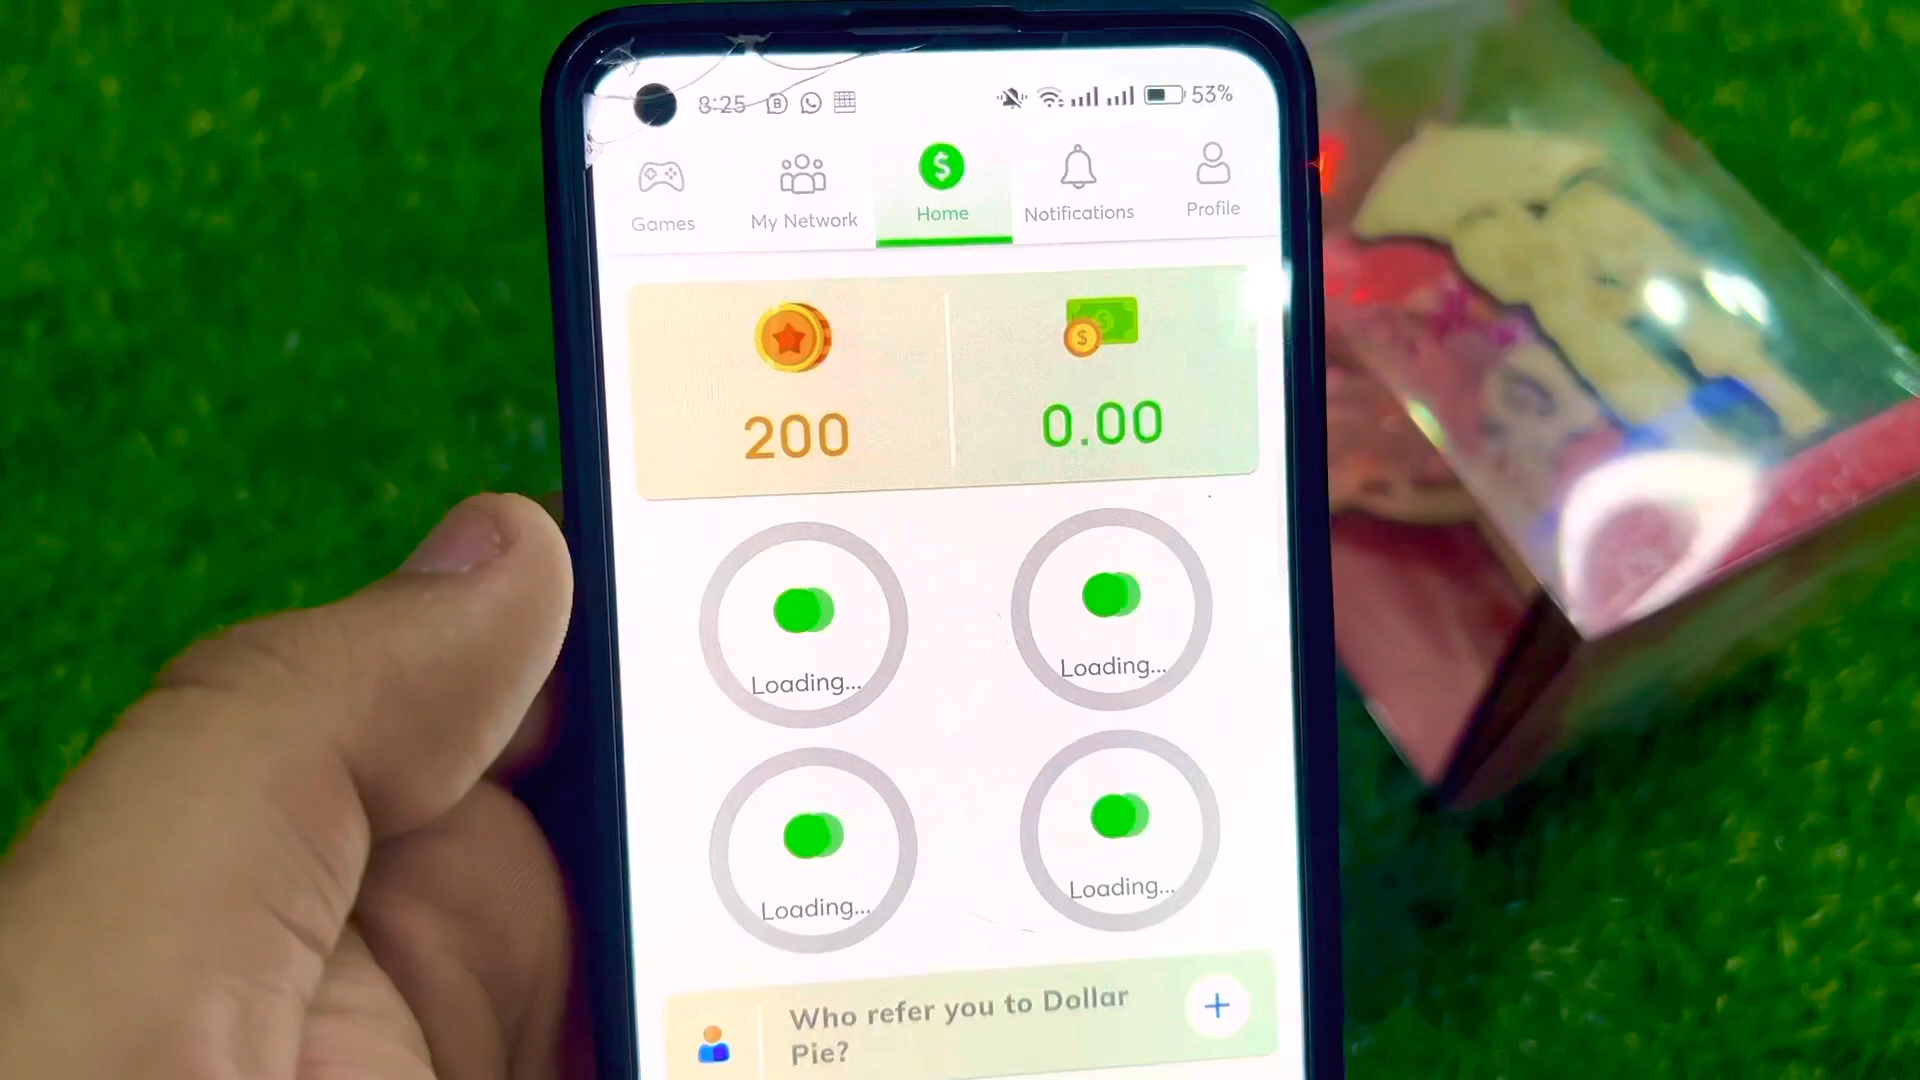 8:25
53%
Games
My Network
Home
Notifications
Profile
200
0.00
Loading...
Loading...
Loading...
Loading...
Who refer you to Dollar
Pie?